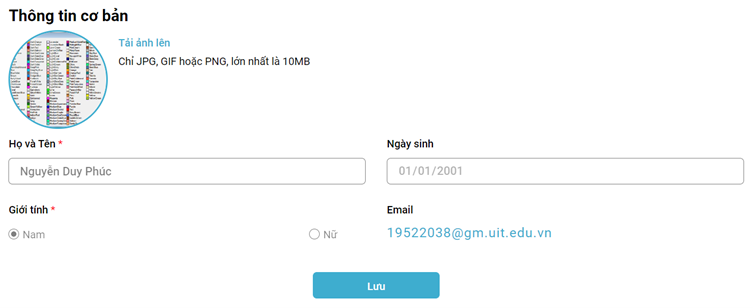 Thông tin cơ bản
Tải ảnh lên
Chỉ JPG, GIF hoặc PNG, lớn nhất là 10MB
Họ và Tên *
Ngày sinh
Nguyễn Duy Phúc
01/01/2001
Giới tính *
Email
Nam
Nữ
19522038@gm.uit.edu.vn
Lưu